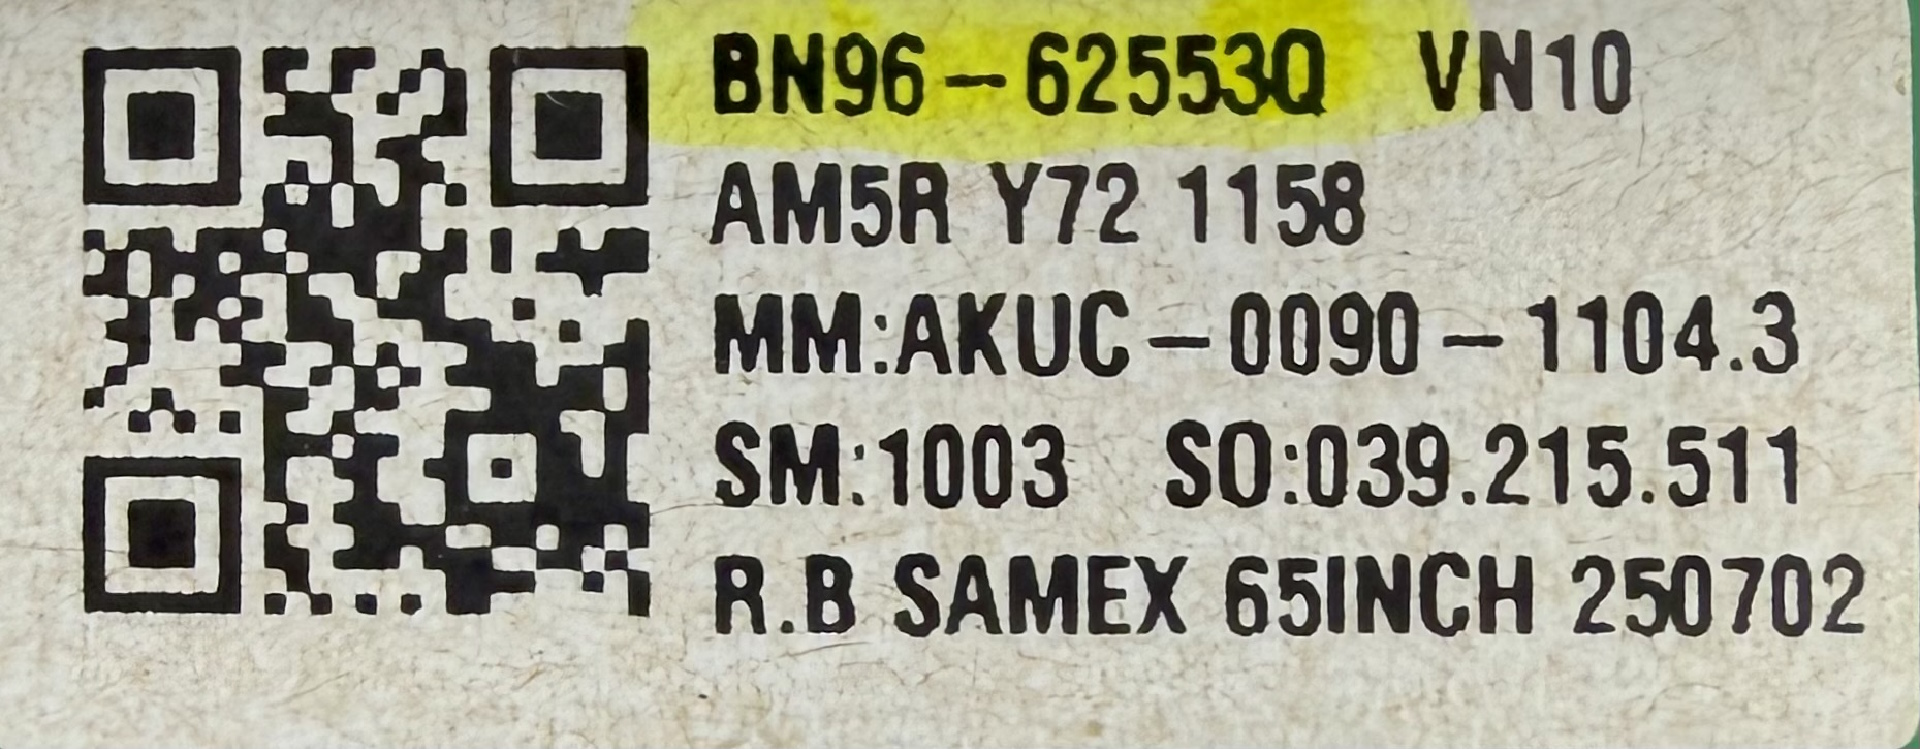 BN96-62553Q VN10
AM5R Y72 1158
MM:AKUC-0090-1104.3
SM:1003 SO:039.215.511
R.B SAMEX 65INCH 250702